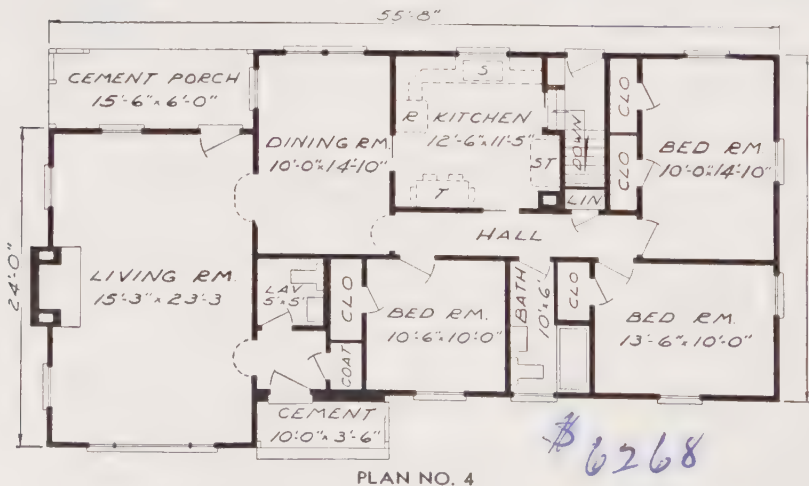 55'-8"
CEMENT PORCH
15'-6" x 6'-0"
DINING RM.
10'-0" x 14'-10"
S
R
KITCHEN
12'-6" x 11'-5"
ST
T
DOWN
LIN
CLO
CLO
BED RM
10'-0" x 14'-10"
24'-0"
LIVING RM.
15'-3" x 23'-3
HALL
LAV
5' x 5'
CLO
COAT
BED RM.
10'-6" x 10'-0"
BATH
10' x 6'
CLO
BED RM.
13'-6" x 10'-0"
CEMENT
10'-0" x 3'-6"
$6268
PLAN NO. 4